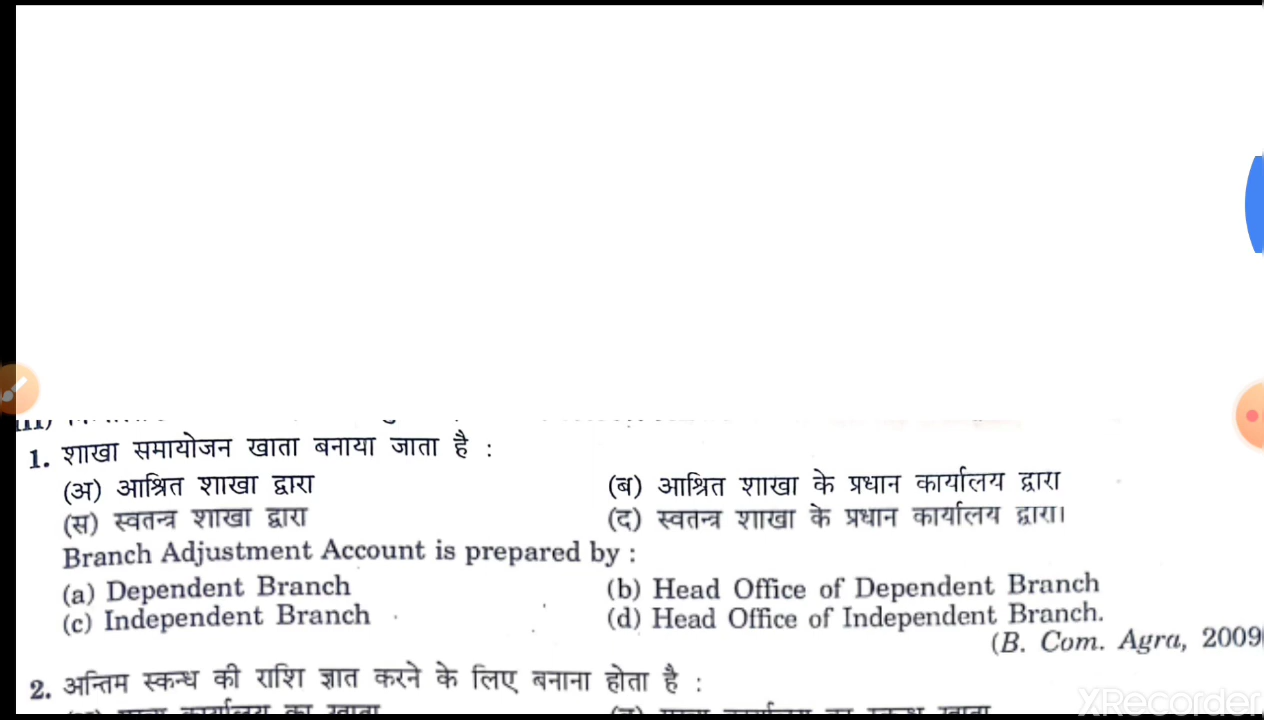 1. शाखा समायोजन खाता बनाया जाता है :
(अ) आश्रित शाखा द्वारा (ब) आश्रित शाखा के प्रधान कार्यालय द्वारा
(स) स्वतन्त्र शाखा द्वारा (द) स्वतन्त्र शाखा के प्रधान कार्यालय द्वारा।
Branch Adjustment Account is prepared by :
(a) Dependent Branch (b) Head Office of Dependent Branch
(c) Independent Branch (d) Head Office of Independent Branch.
(B. Com. Agra, 2009
2. अन्तिम स्कन्ध की राशि ज्ञात करने के लिए बनाना होता है :
XRecorder